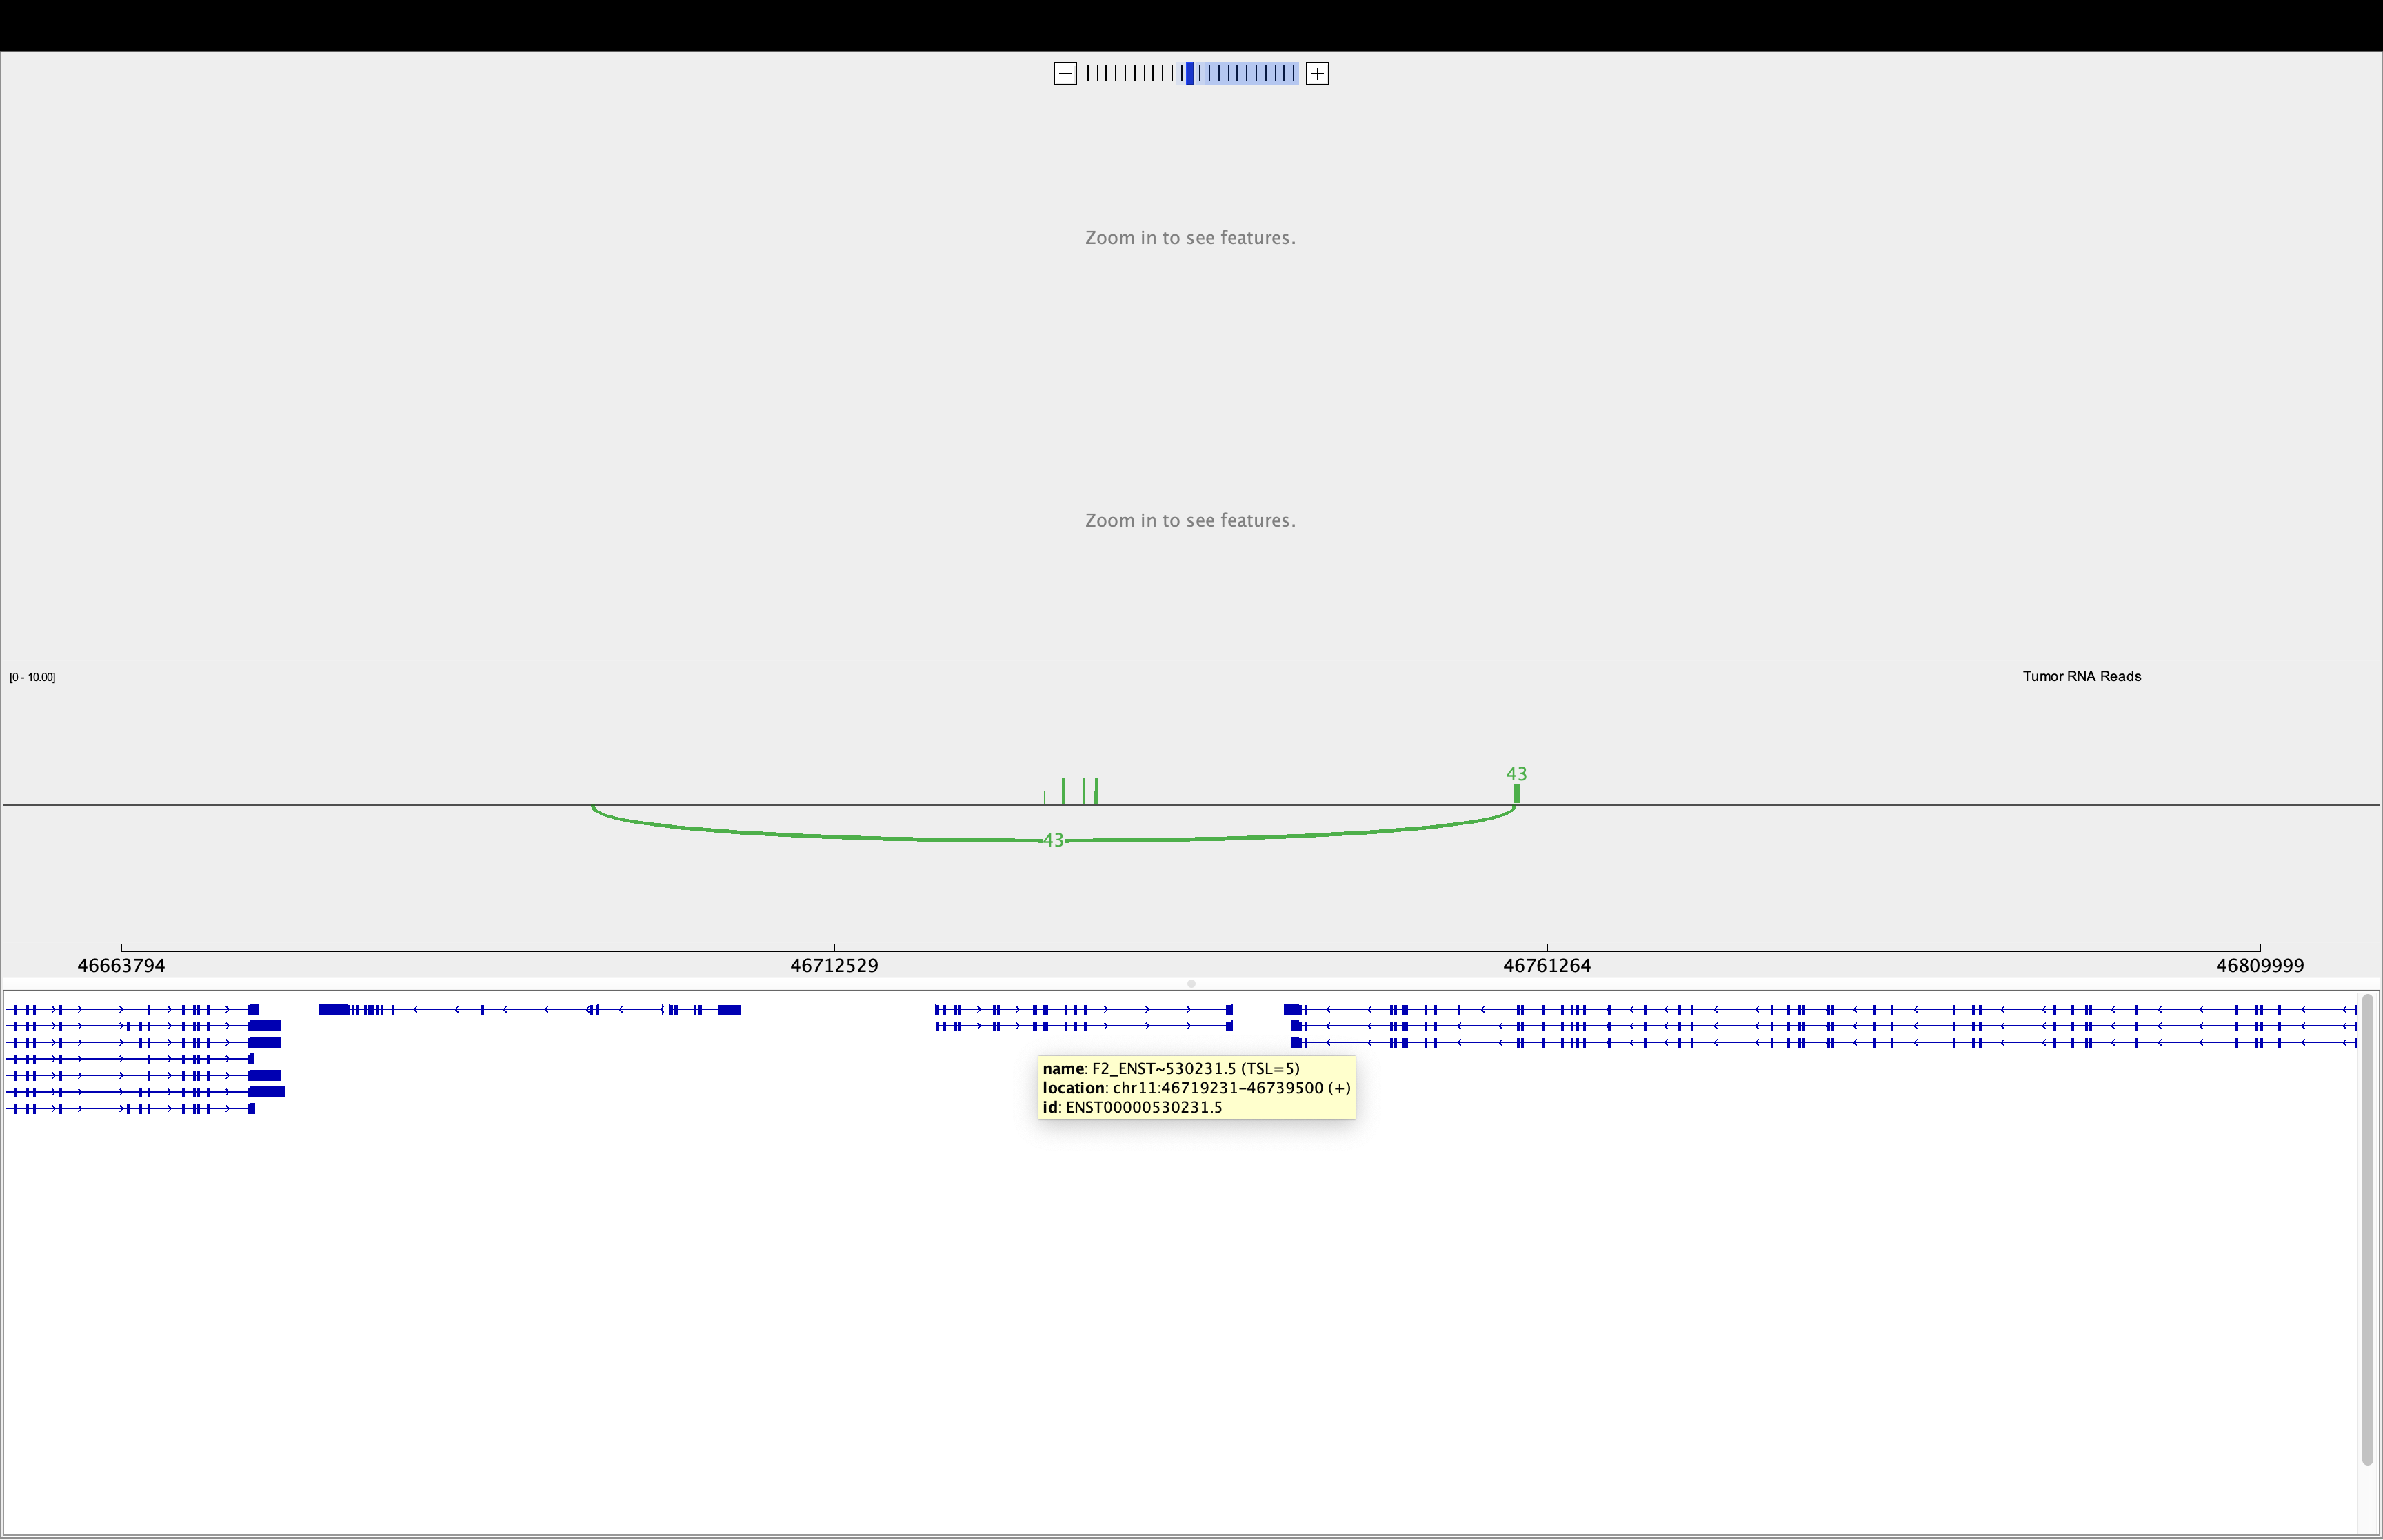 Zoom in to see features.
Zoom in to see features.
[0 - 10.00]
Tumor RNA Reads
43
43
46663794
46712529
46761264
46809999
name: F2_ENST~530231.5 (TSL=5)
location: chr11:46719231-46739500 (+)
id: ENST00000530231.5